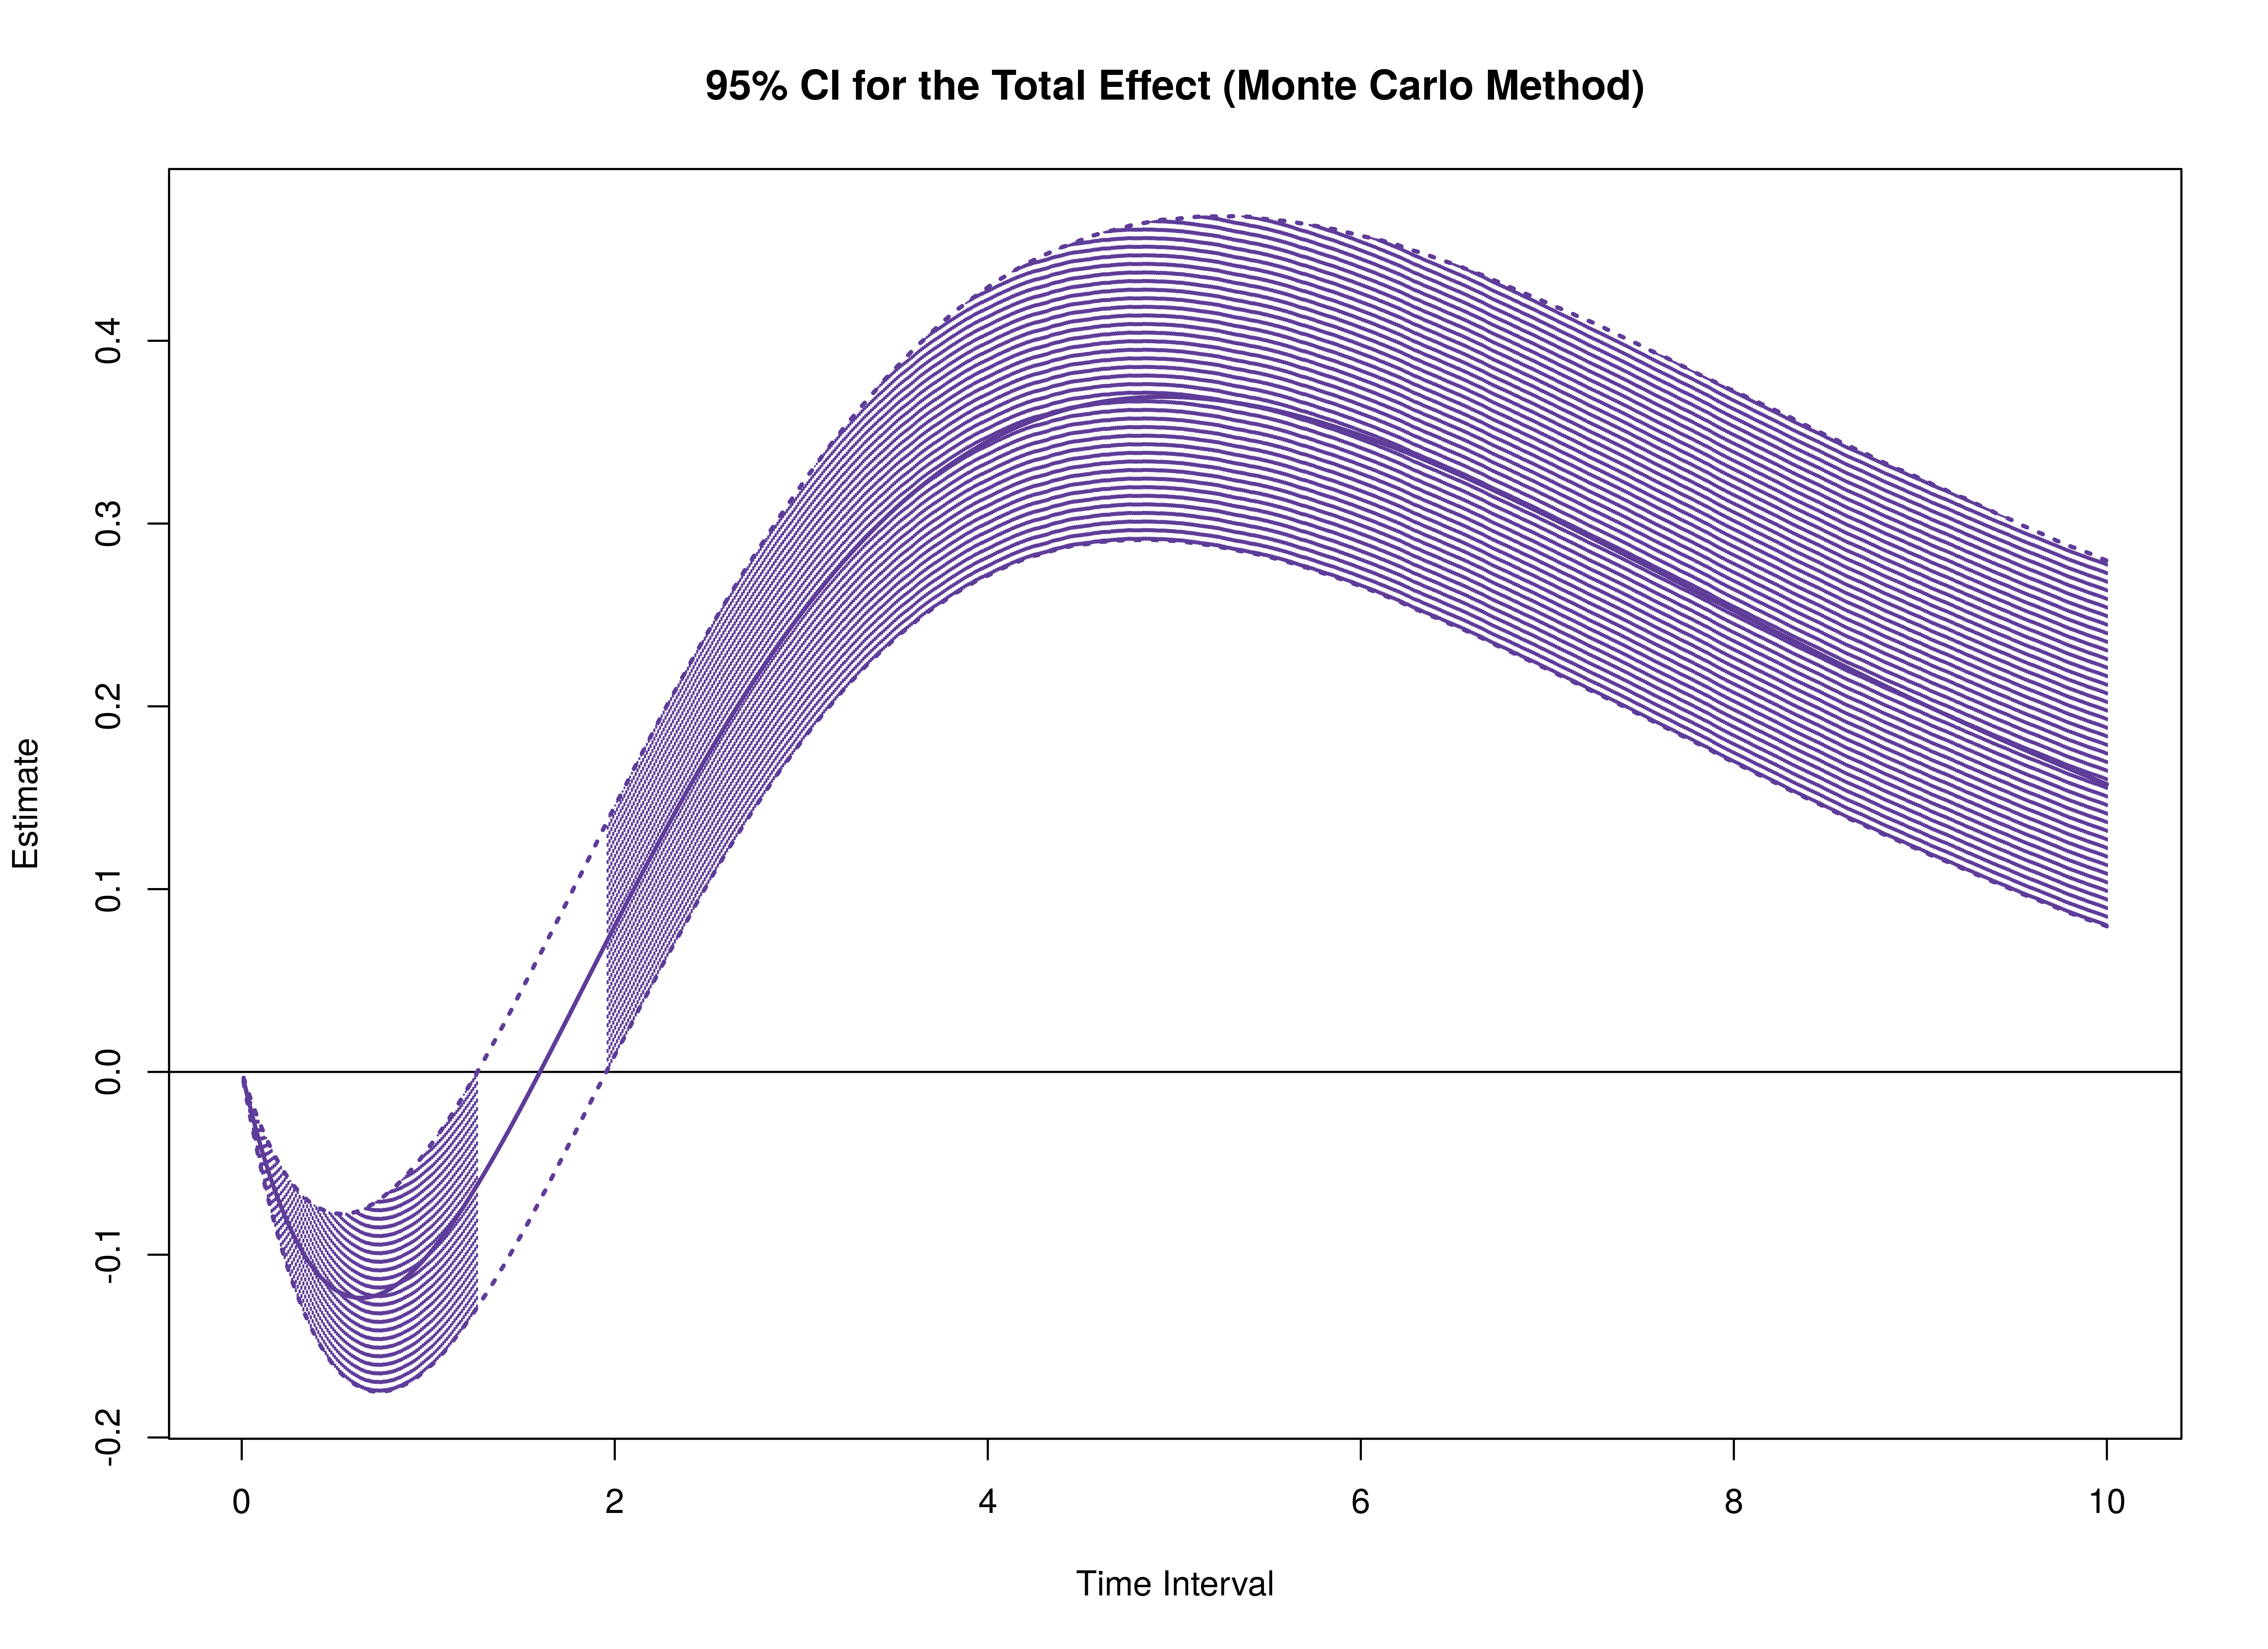 95% CI for the Total Effect (Monte Carlo Method)
Estimate
0.4
0.3
0.2
0.1
0.0
-0.1
-0.2
0 2 4 6 8 10
Time Interval